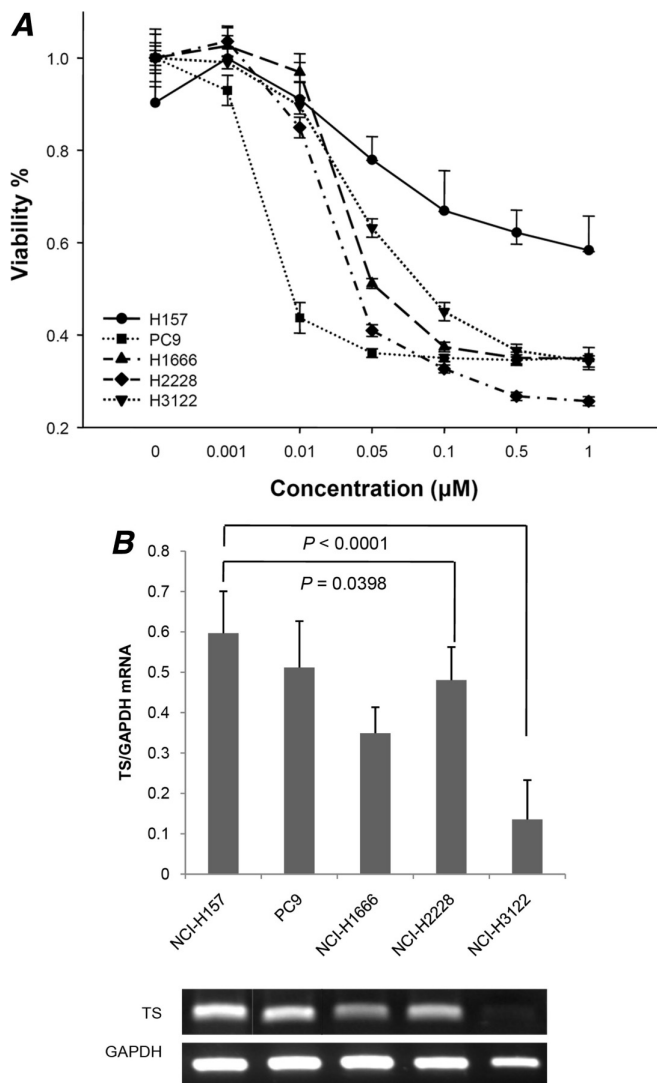 A
Viability %
1.0
0.8
0.6
0.4
0.2
H157
PC9
H1666
H2228
H3122
0 0.001 0.01 0.05 0.1 0.5 1
Concentration (µM)
B
P < 0.0001
P = 0.0398
TS/GAPDH mRNA
0.8
0.7
0.6
0.5
0.4
0.3
0.2
0.1
0
NCI-H157 PC9 NCI-H1666 NCI-H2228 NCI-H3122
TS
GAPDH